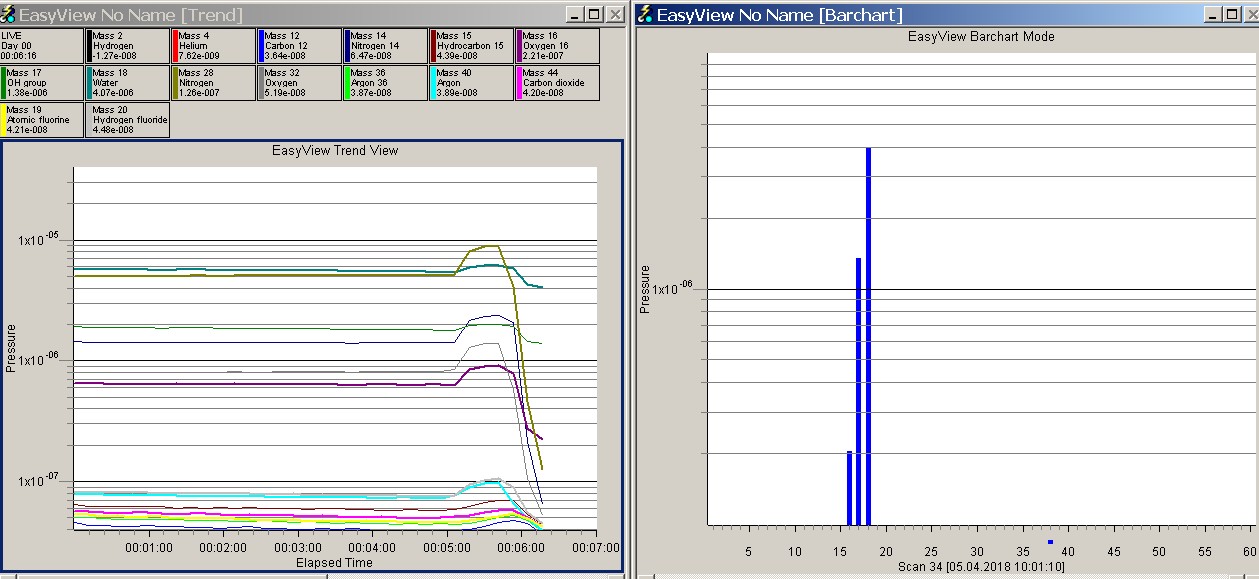 EasyView No Name [Trend]
LIVE
Day 00
00:06:16
Mass 2
Hydrogen
-1.27e-008
Mass 4
Helium
7.62e-009
Mass 12
Carbon 12
3.64e-008
Mass 14
Nitrogen 14
6.47e-008
Mass 15
Hydrocarbon 15
4.39e-008
Mass 16
Oxygen 16
2.21e-007
Mass 17
OH group
1.38e-006
Mass 18
Water
4.07e-006
Mass 28
Nitrogen
1.26e-007
Mass 32
Oxygen
5.19e-008
Mass 36
Argon 36
3.87e-008
Mass 40
Argon
3.89e-008
Mass 44
Carbon dioxide
4.20e-008
Mass 19
Atomic fluorine
4.21e-008
Mass 20
Hydrogen fluoride
4.48e-008
EasyView Trend View
1x10 -05
1x10 -06
1x10 -07
Pressure
00:01:00 00:02:00 00:03:00 00:04:00 00:05:00 00:06:00 00:07:00
Elapsed Time
EasyView No Name [Barchart]
EasyView Barchart Mode
1x10 -06
Pressure
5 10 15 20 25 30 35 40 45 50 55 60
Scan 34 [05.04.2018 10:01:10]